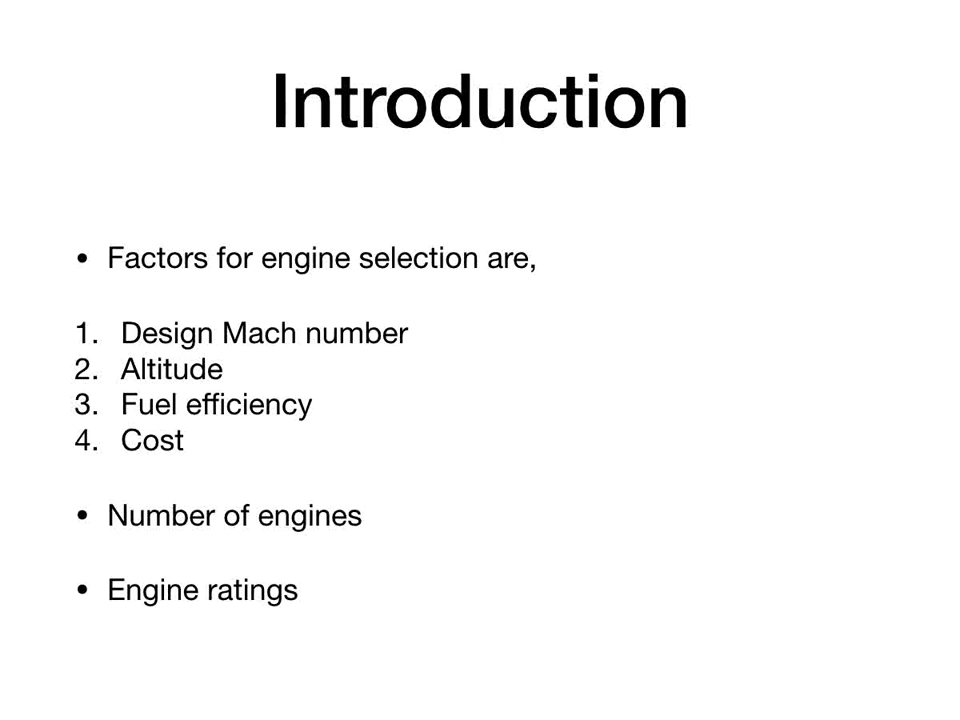 Introduction
• Factors for engine selection are,
1. Design Mach number
2. Altitude
3. Fuel efficiency
4. Cost
• Number of engines
• Engine ratings